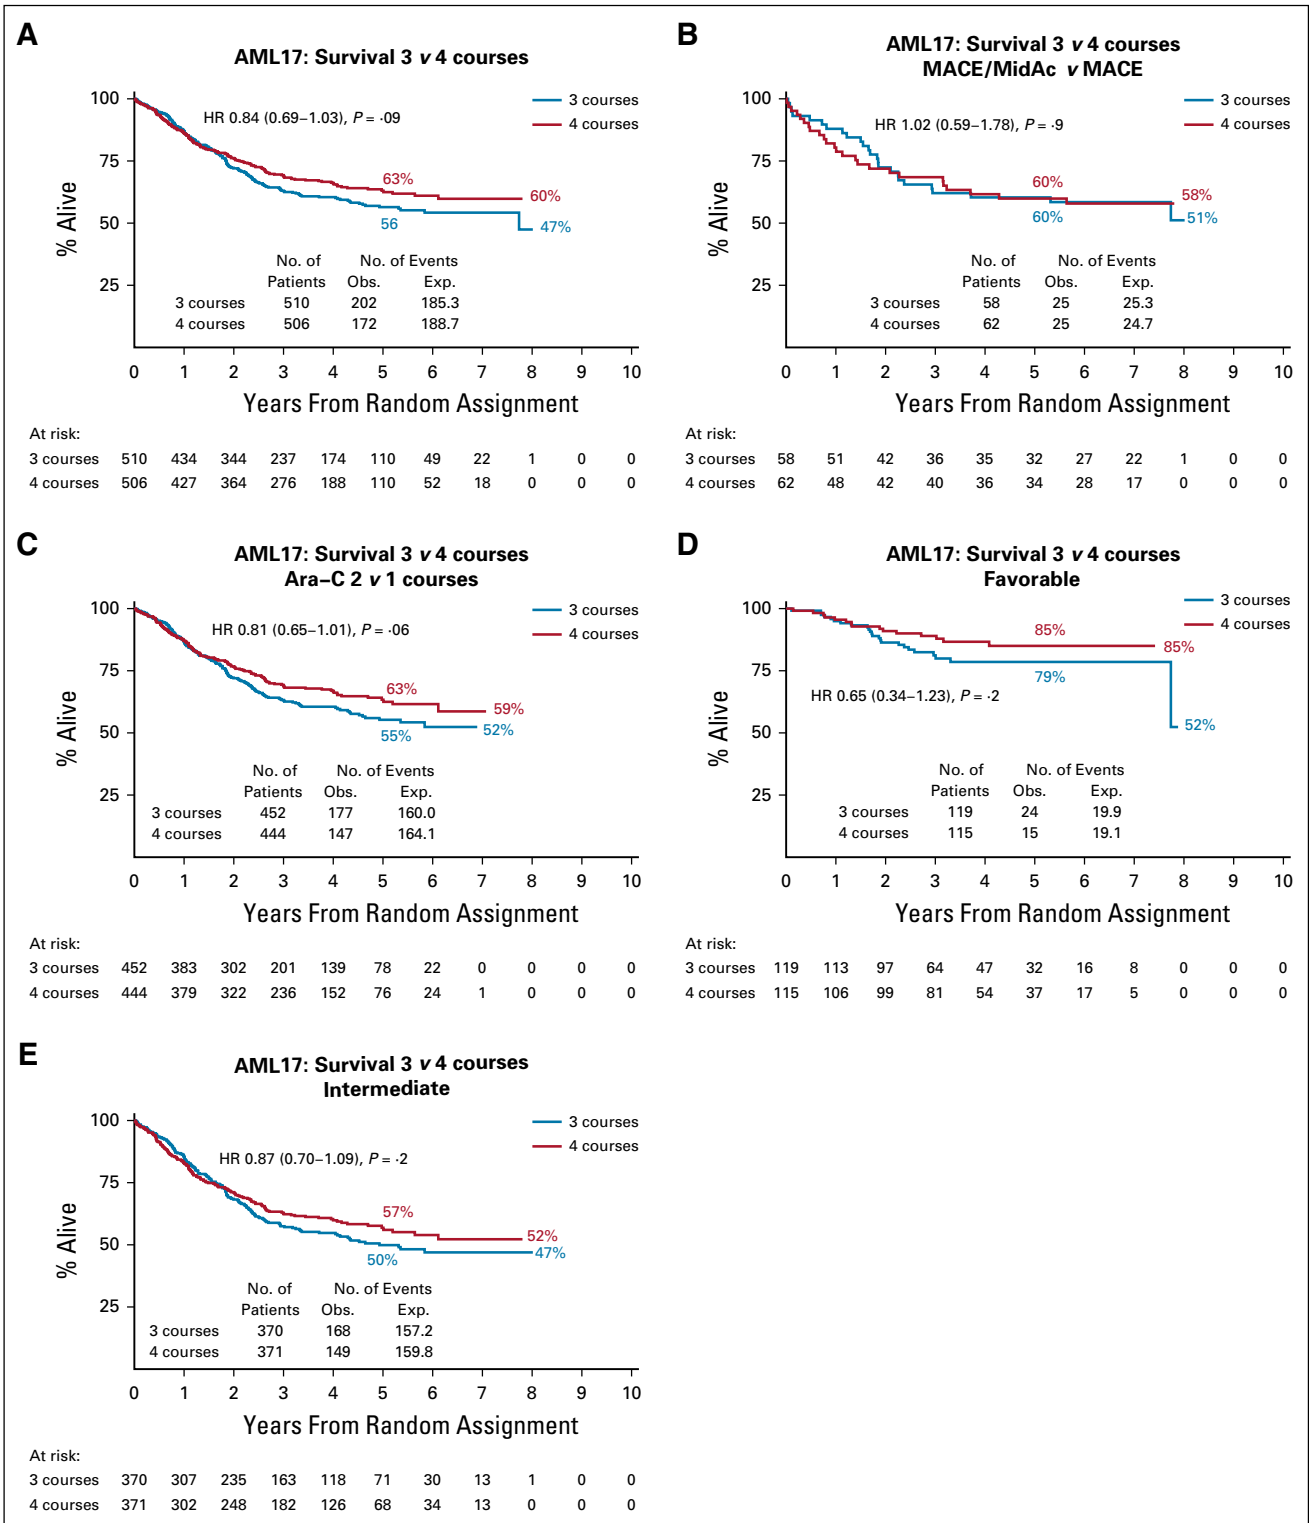 A
AML17: Survival 3 v 4 courses
3 courses
4 courses
HR 0.84 (0.69–1.03), P = ·09
100
75
50
25
% Alive
63%
60%
56
47%
No. of No. of Events
Patients Obs. Exp.
3 courses 510 202 185.3
4 courses 506 172 188.7
0 1 2 3 4 5 6 7 8 9 10
Years From Random Assignment
At risk:
3 courses 510 434 344 237 174 110 49 22 1 0 0
4 courses 506 427 364 276 188 110 52 18 0 0 0
B
AML17: Survival 3 v 4 courses
MACE/MidAc v MACE
3 courses
4 courses
HR 1.02 (0.59–1.78), P = ·9
100
75
50
25
% Alive
60%
58%
60%
51%
No. of No. of Events
Patients Obs. Exp.
3 courses 58 25 25.3
4 courses 62 25 24.7
0 1 2 3 4 5 6 7 8 9 10
Years From Random Assignment
At risk:
3 courses 58 51 42 36 35 32 27 22 1 0 0
4 courses 62 48 42 40 36 34 28 17 0 0 0
C
AML17: Survival 3 v 4 courses
Ara–C 2 v 1 courses
3 courses
4 courses
HR 0.81 (0.65–1.01), P = ·06
100
75
50
25
% Alive
63%
59%
55%
52%
No. of No. of Events
Patients Obs. Exp.
3 courses 452 177 160.0
4 courses 444 147 164.1
0 1 2 3 4 5 6 7 8 9 10
Years From Random Assignment
At risk:
3 courses 452 383 302 201 139 78 22 0 0 0 0
4 courses 444 379 322 236 152 76 24 1 0 0 0
D
AML17: Survival 3 v 4 courses
Favorable
3 courses
4 courses
100
75
50
25
% Alive
85%
85%
79%
HR 0.65 (0.34–1.23), P = ·2
52%
No. of No. of Events
Patients Obs. Exp.
3 courses 119 24 19.9
4 courses 115 15 19.1
0 1 2 3 4 5 6 7 8 9 10
Years From Random Assignment
At risk:
3 courses 119 113 97 64 47 32 16 8 0 0 0
4 courses 115 106 99 81 54 37 17 5 0 0 0
E
AML17: Survival 3 v 4 courses
Intermediate
3 courses
4 courses
HR 0.87 (0.70–1.09), P = ·2
100
75
50
25
% Alive
57%
52%
50%
47%
No. of No. of Events
Patients Obs. Exp.
3 courses 370 168 157.2
4 courses 371 149 159.8
0 1 2 3 4 5 6 7 8 9 10
Years From Random Assignment
At risk:
3 courses 370 307 235 163 118 71 30 13 1 0 0
4 courses 371 302 248 182 126 68 34 13 0 0 0